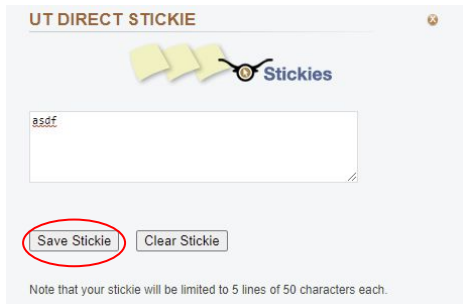 UT DIRECT STICKIE
Stickies
asdf
Save Stickie Clear Stickie
Note that your stickie will be limited to 5 lines of 50 characters each.